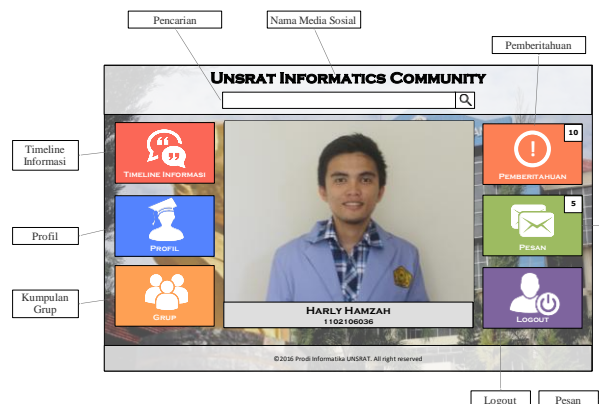 Pencarian
Nama Media Sosial
Pemberitahuan
UNSRAT INFORMATICS COMMUNITY
Timeline
Informasi
TIMELINE INFORMASI
10
PEMBERITAHUAN
Profil
PROFIL
5
PESAN
Kumpulan
Grup
GRUP
HARLY HAMZAH
1102106036
LOGOUT
©2016 Prodi Informatika UNSRAT. All right reserved
Logout
Pesan